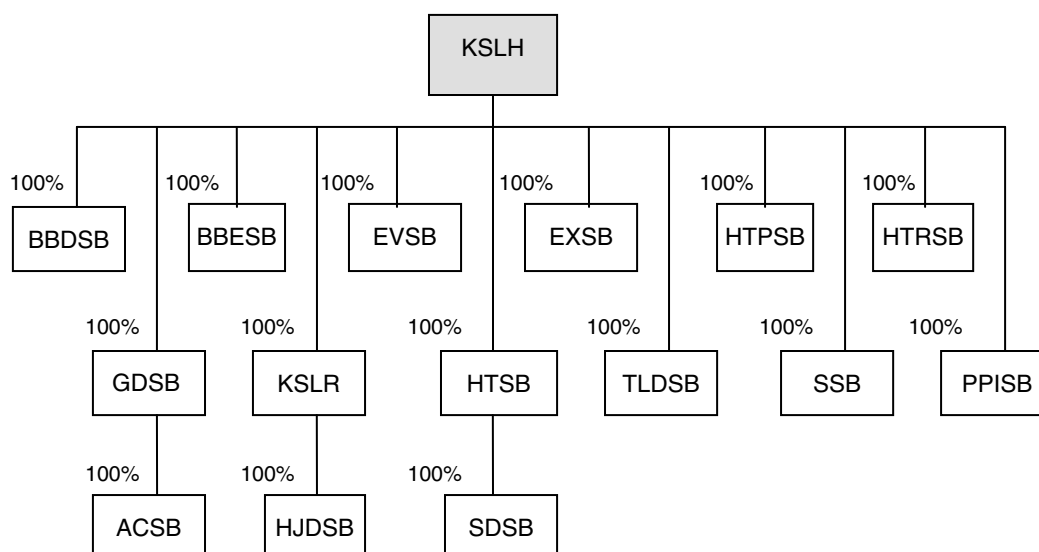 KSLH
100% 100% 100% 100% 100% 100%
BBDSB BBESB EVSB EXSB HTPSB HTRSB
100% 100% 100% 100% 100% 100%
GDSB KSLR HTSB TLDSB SSB PPISB
100% 100% 100%
ACSB HJDSB SDSB